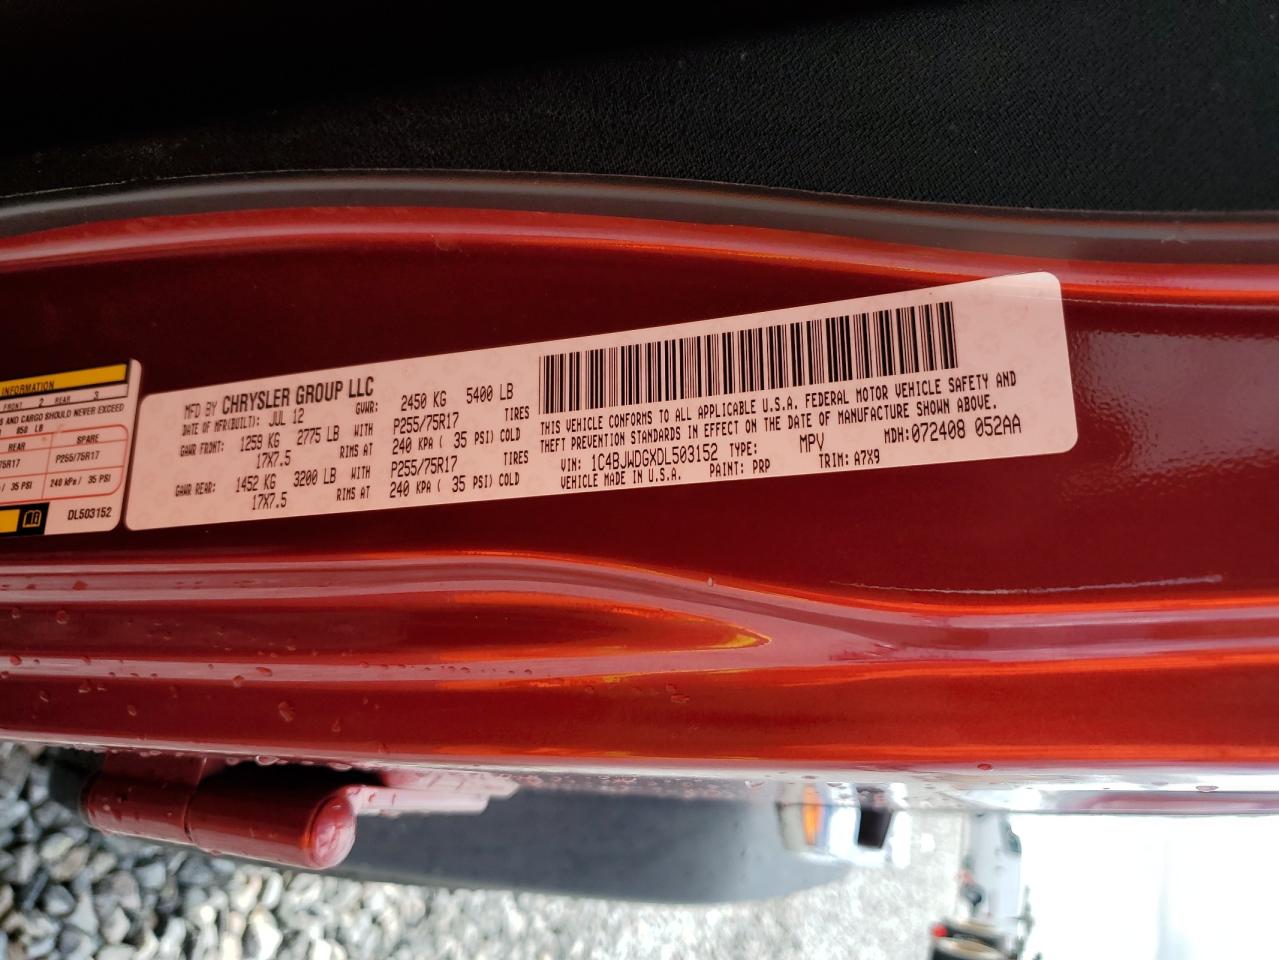 INFORMATION
FRONT 2 REAR 3
AND CARGO SHOULD NEVER EXCEED
850 LB
REAR SPARE
75R17 P255/75R17
/ 35 PSI 240 kPa / 35 PSI
DL503152
MFD BY CHRYSLER GROUP LLC
DATE OF MFR(BUILT): JUL 12 GVWR: 2450 KG 5400 LB
GAWR FRONT: 1259 KG 2775 LB WITH P255/75R17 TIRES
17X7.5 RIMS AT 240 KPA ( 35 PSI) COLD
GAWR REAR: 1452 KG 3200 LB WITH P255/75R17 TIRES
17X7.5 RIMS AT 240 KPA ( 35 PSI) COLD
THIS VEHICLE CONFORMS TO ALL APPLICABLE U.S.A. FEDERAL MOTOR VEHICLE SAFETY AND
THEFT PREVENTION STANDARDS IN EFFECT ON THE DATE OF MANUFACTURE SHOWN ABOVE.
VIN: 1C4BJWDGXDL503152 TYPE: MPV MDH:072408 052AA
VEHICLE MADE IN U.S.A. PAINT: PRP TRIM: A7X9